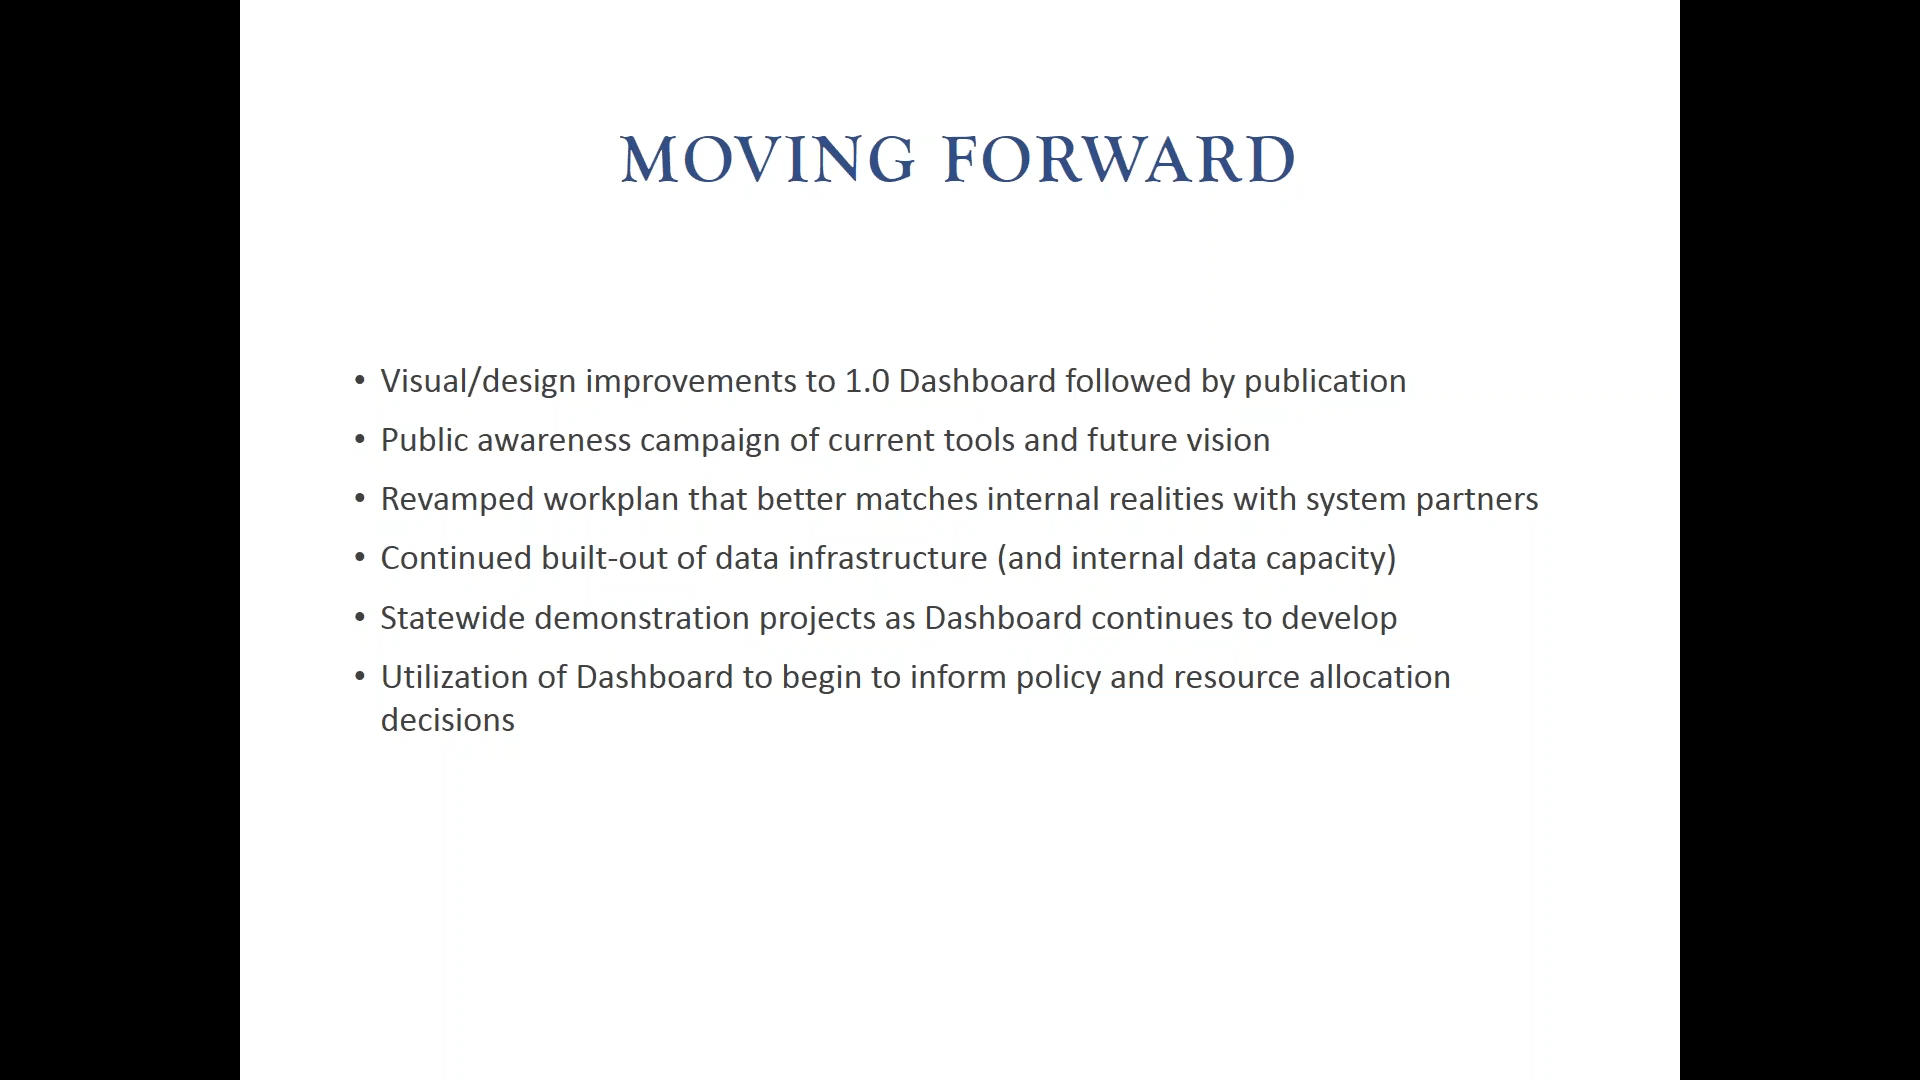 MOVING FORWARD
• Visual/design improvements to 1.0 Dashboard followed by publication
• Public awareness campaign of current tools and future vision
• Revamped workplan that better matches internal realities with system partners
• Continued built-out of data infrastructure (and internal data capacity)
• Statewide demonstration projects as Dashboard continues to develop
• Utilization of Dashboard to begin to inform policy and resource allocation
decisions